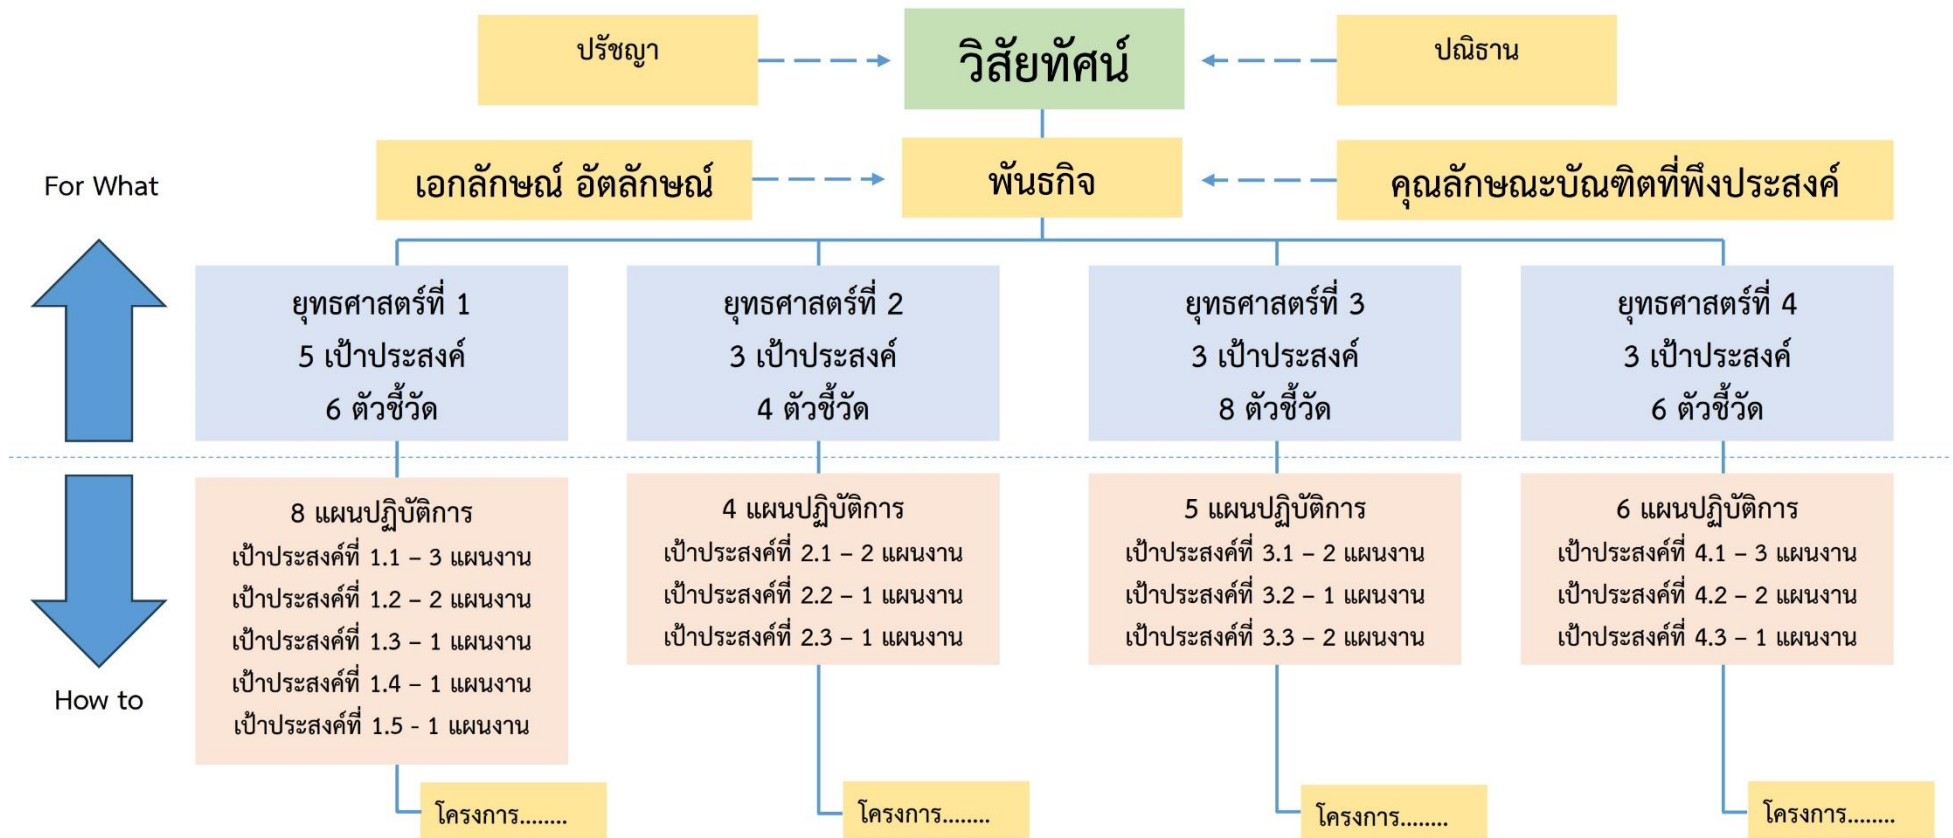 ปรัชญา
วิสัยทัศน์
ปณิธาน
เอกลักษณ์ อัตลักษณ์
พันธกิจ
คุณลักษณะบัณฑิตที่พึงประสงค์
For What
ยุทธศาสตร์ที่ 1
5 เป้าประสงค์
6 ตัวชี้วัด
ยุทธศาสตร์ที่ 2
3 เป้าประสงค์
4 ตัวชี้วัด
ยุทธศาสตร์ที่ 3
3 เป้าประสงค์
8 ตัวชี้วัด
ยุทธศาสตร์ที่ 4
3 เป้าประสงค์
6 ตัวชี้วัด
How to
8 แผนปฏิบัติการ
เป้าประสงค์ที่ 1.1 – 3 แผนงาน
เป้าประสงค์ที่ 1.2 – 2 แผนงาน
เป้าประสงค์ที่ 1.3 – 1 แผนงาน
เป้าประสงค์ที่ 1.4 – 1 แผนงาน
เป้าประสงค์ที่ 1.5 - 1 แผนงาน
4 แผนปฏิบัติการ
เป้าประสงค์ที่ 2.1 – 2 แผนงาน
เป้าประสงค์ที่ 2.2 – 1 แผนงาน
เป้าประสงค์ที่ 2.3 – 1 แผนงาน
5 แผนปฏิบัติการ
เป้าประสงค์ที่ 3.1 – 2 แผนงาน
เป้าประสงค์ที่ 3.2 – 1 แผนงาน
เป้าประสงค์ที่ 3.3 – 2 แผนงาน
6 แผนปฏิบัติการ
เป้าประสงค์ที่ 4.1 – 3 แผนงาน
เป้าประสงค์ที่ 4.2 – 2 แผนงาน
เป้าประสงค์ที่ 4.3 – 1 แผนงาน
โครงการ........
โครงการ........
โครงการ........
โครงการ........